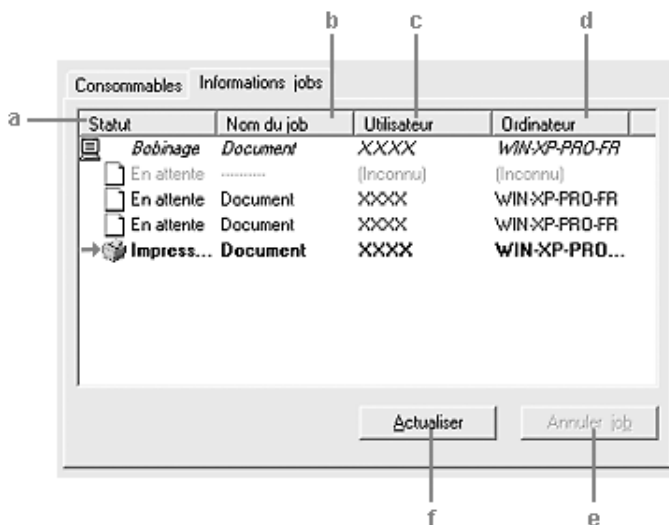 b c d
Consommables Informations jobs
a
Statut Nom du job Utilisateur Ordinateur
Bobinage Document XXXX WIN-XP-PRO-FR
En attente ---------- (Inconnu) (Inconnu)
En attente Document XXXX WIN-XP-PRO-FR
En attente Document XXXX WIN-XP-PRO-FR
Impress... Document XXXX WIN-XP-PRO...
Actualiser Annuler job
f e